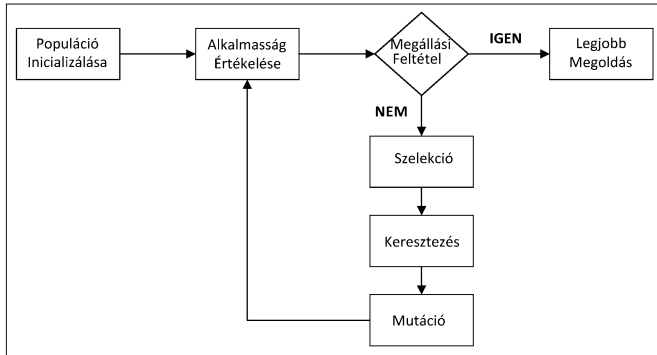 Populáció
Inicializálása
Alkalmasság
Értékelése
Megállási
Feltétel
IGEN
Legjobb
Megoldás
NEM
Szelekció
Keresztezés
Mutáció